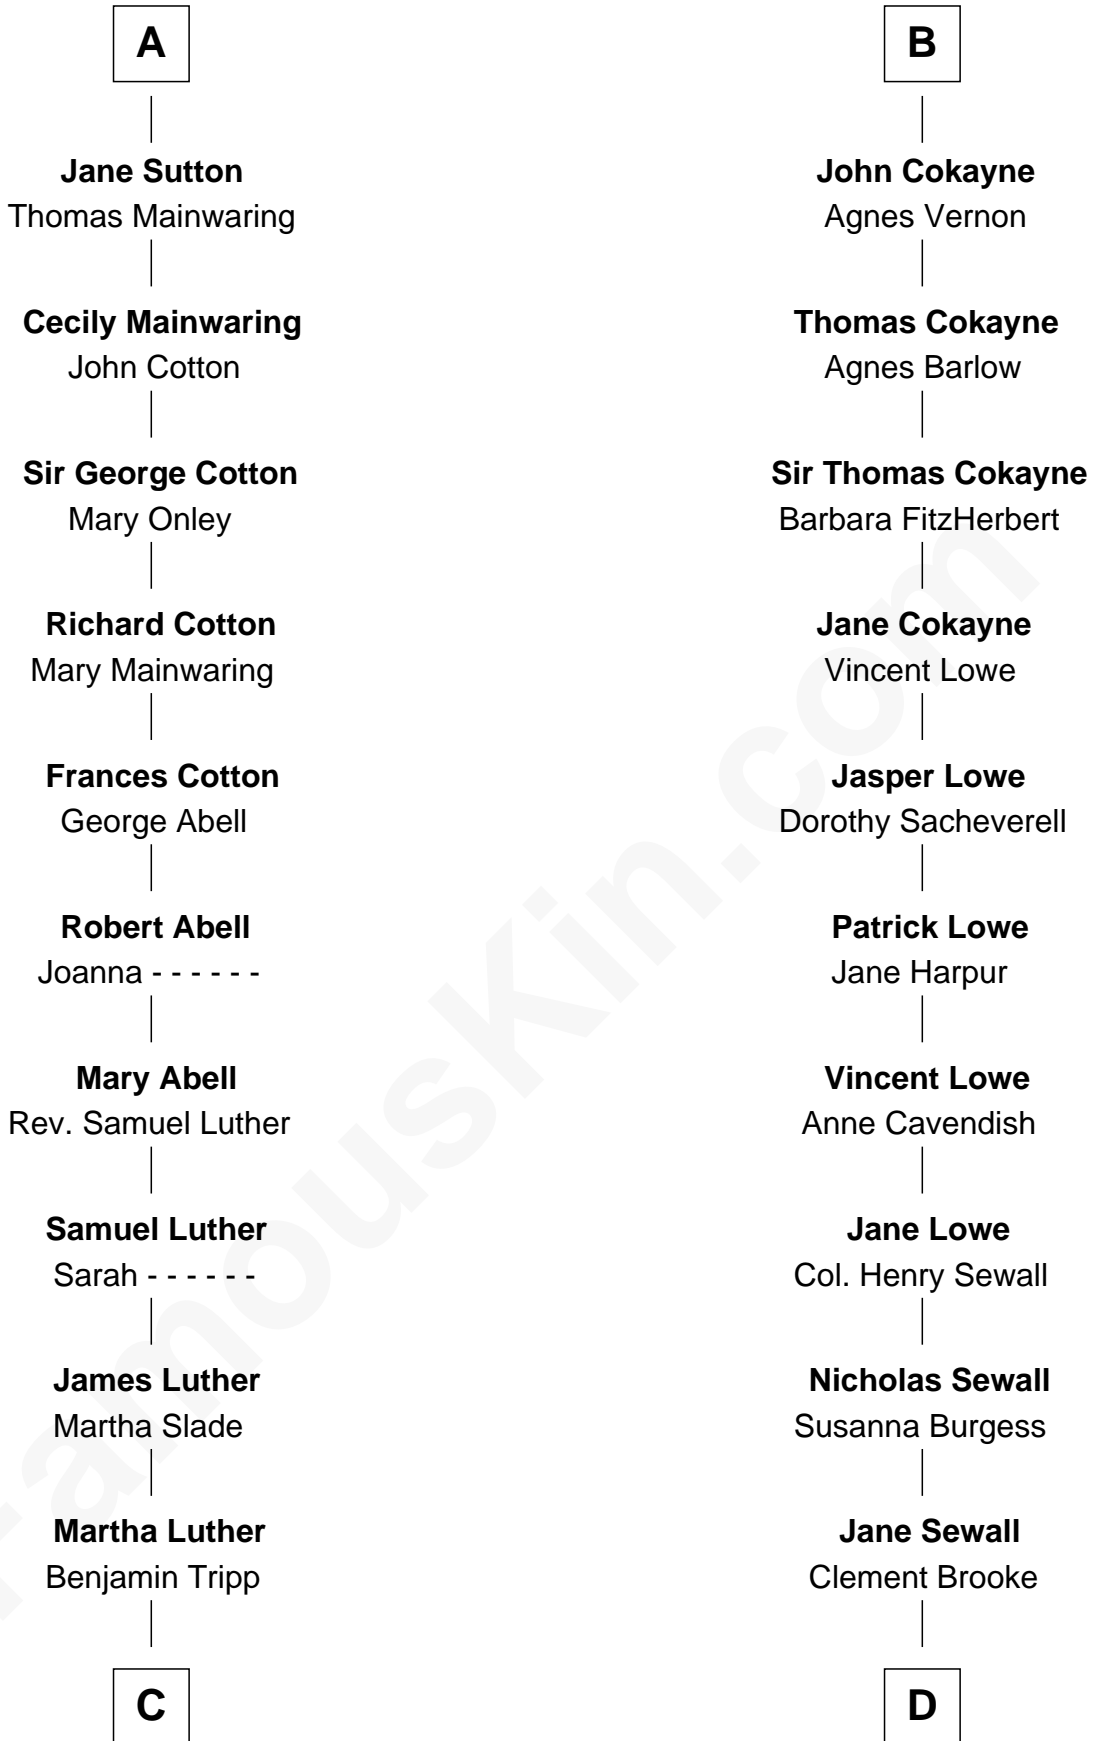 A
Jane Sutton
Thomas Mainwaring
Cecily Mainwaring
John Cotton
Sir George Cotton
Mary Onley
Richard Cotton
Mary Mainwaring
Frances Cotton
George Abell
Robert Abell
Joanna - - - - - -
Mary Abell
Rev. Samuel Luther
Samuel Luther
Sarah - - - - - -
James Luther
Martha Slade
Martha Luther
Benjamin Tripp
C
B
John Cokayne
Agnes Vernon
Thomas Cokayne
Agnes Barlow
Sir Thomas Cokayne
Barbara FitzHerbert
Jane Cokayne
Vincent Lowe
Jasper Lowe
Dorothy Sacheverell
Patrick Lowe
Jane Harpur
Vincent Lowe
Anne Cavendish
Jane Lowe
Col. Henry Sewall
Nicholas Sewall
Susanna Burgess
Jane Sewall
Clement Brooke
D
FamousKin.com